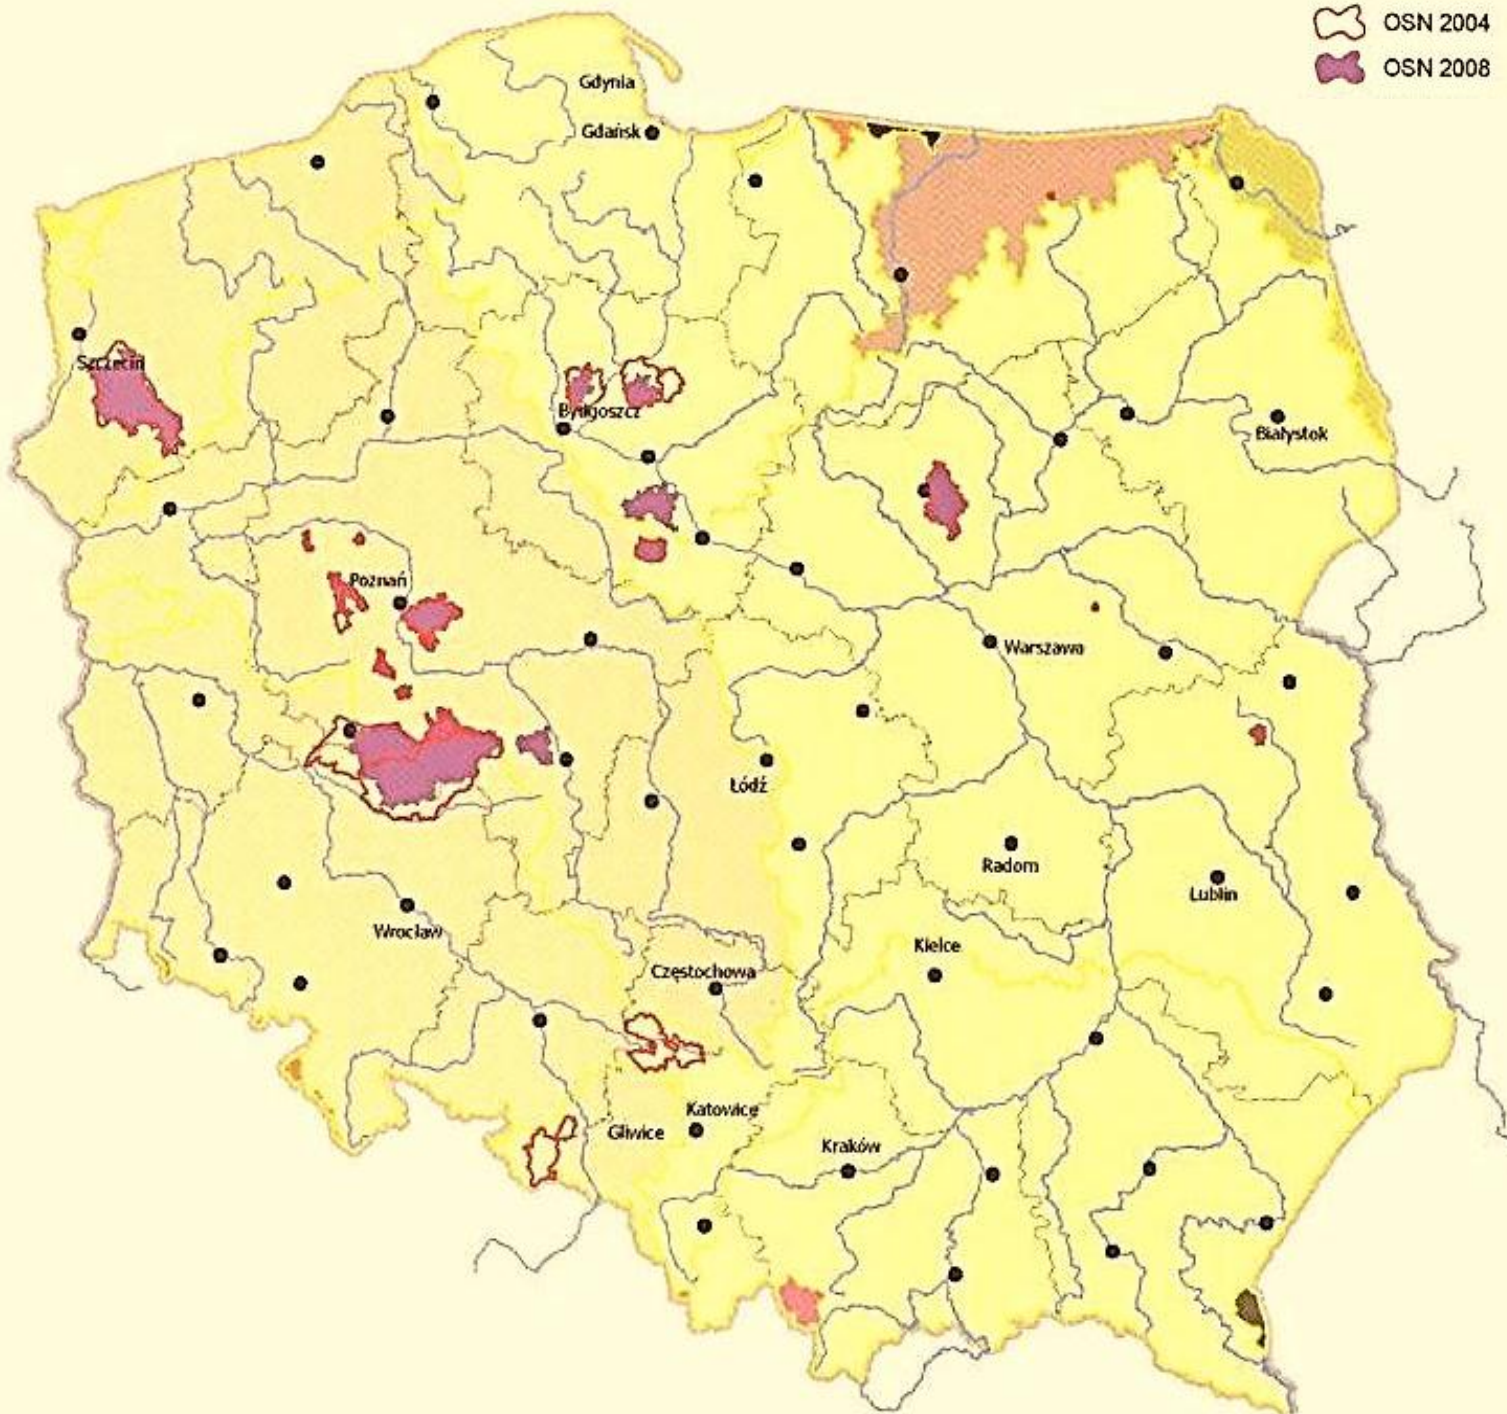 OSN 2004
OSN 2008
Gdynia
Gdańsk
Szczecin
Bydgoszcz
Białystok
Poznań
Warszawa
Łódź
Radom
Lublin
Wrocław
Kielce
Częstochowa
Katowice
Gliwice
Kraków